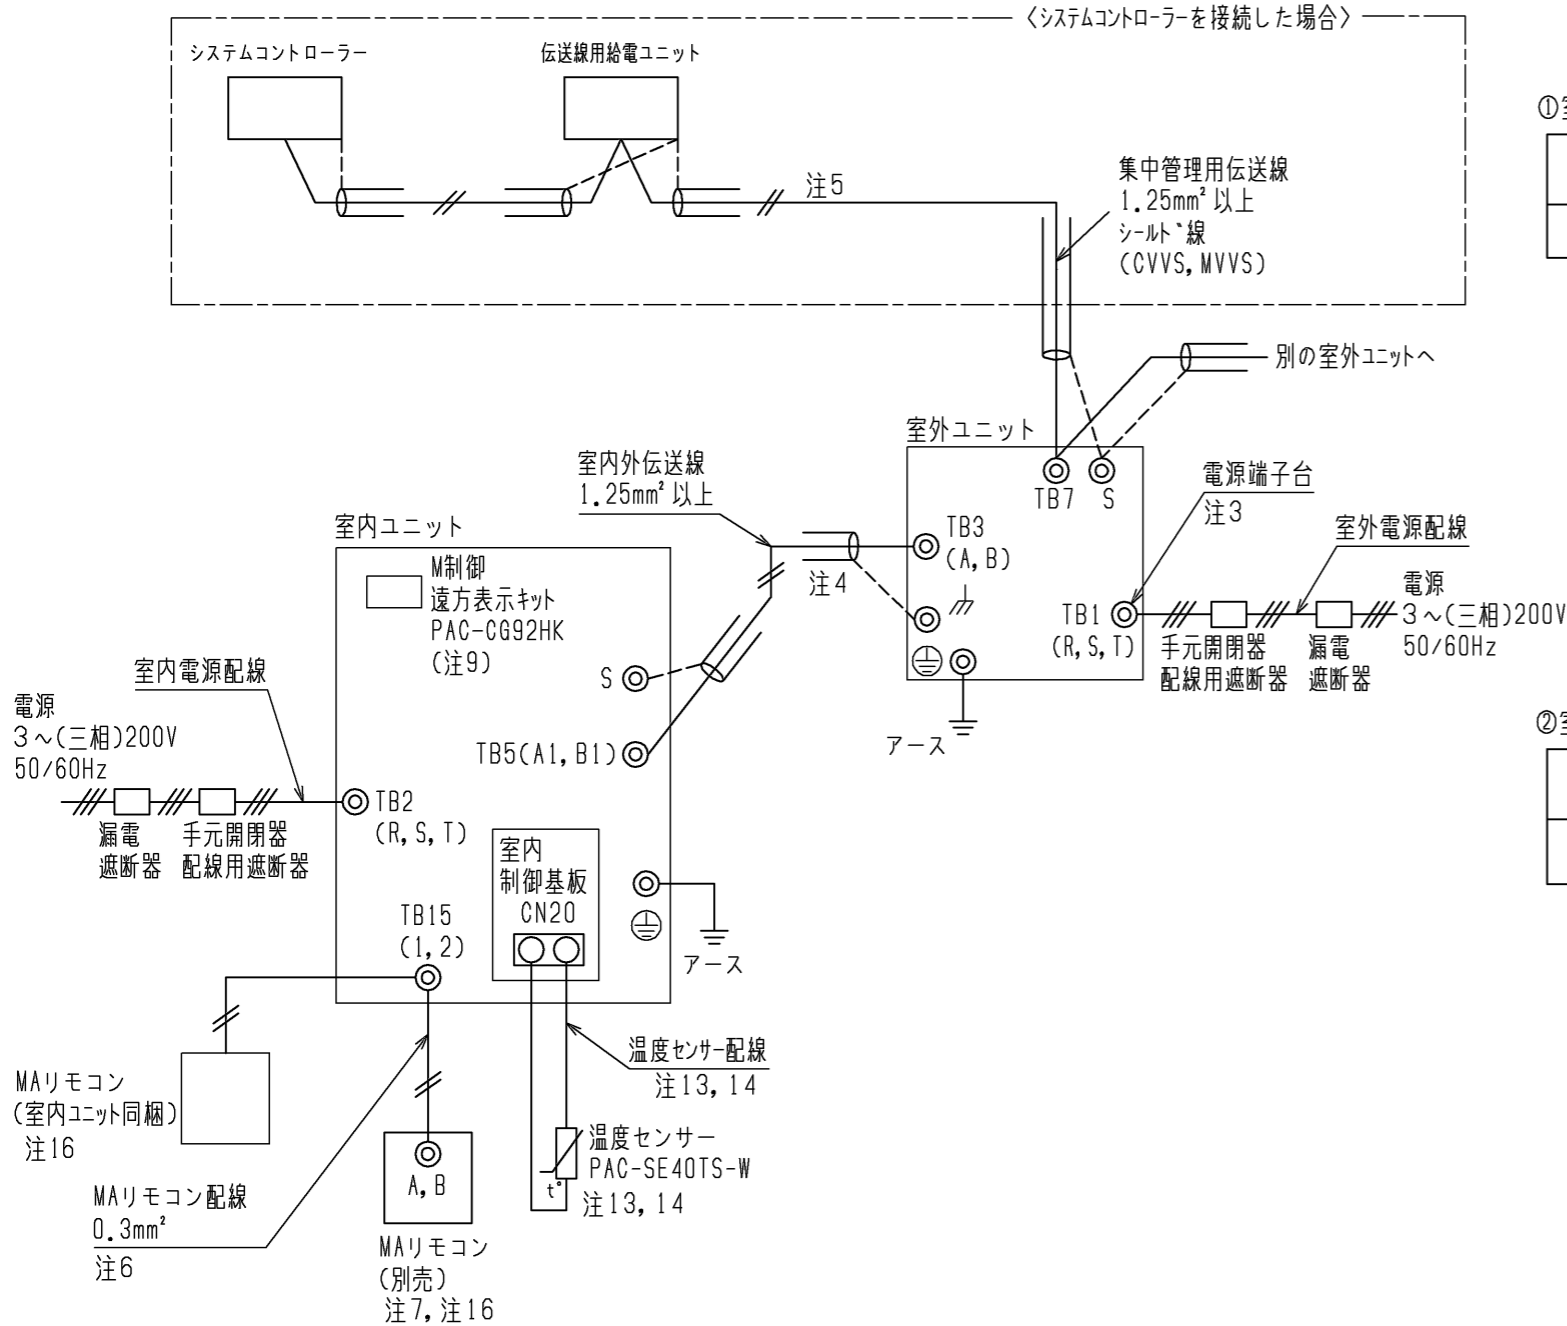 〈システムコントローラーを接続した場合〉
システムコントローラー
伝送線用給電ユニット
注5
集中管理用伝送線
1.25mm²以上
シールド線
(CVVS,MVVS)
別の室外ユニットへ
室外ユニット
TB7
S
TB3
(A,B)
TB1
(R,S,T)
アース
電源端子台
注3
室外電源配線
電源
3～(三相)200V
50/60Hz
手元開閉器
配線用遮断器
漏電
遮断器
室内外伝送線
1.25mm²以上
注4
室内ユニット
M制御
遠方表示キット
PAC-CG92HK
(注9)
S
TB5(A1,B1)
室内電源配線
電源
3～(三相)200V
50/60Hz
漏電
遮断器
手元開閉器
配線用遮断器
TB2
(R,S,T)
室内
制御基板
CN20
TB15
(1,2)
アース
温度センサー配線
注13,14
温度センサー
PAC-SE40TS-W
注13,14
t°
MAリモコン
(室内ユニット同梱)
注16
MAリモコン配線
0.3mm²
注6
A,B
MAリモコン
(別売)
注7,注16
①室
②室